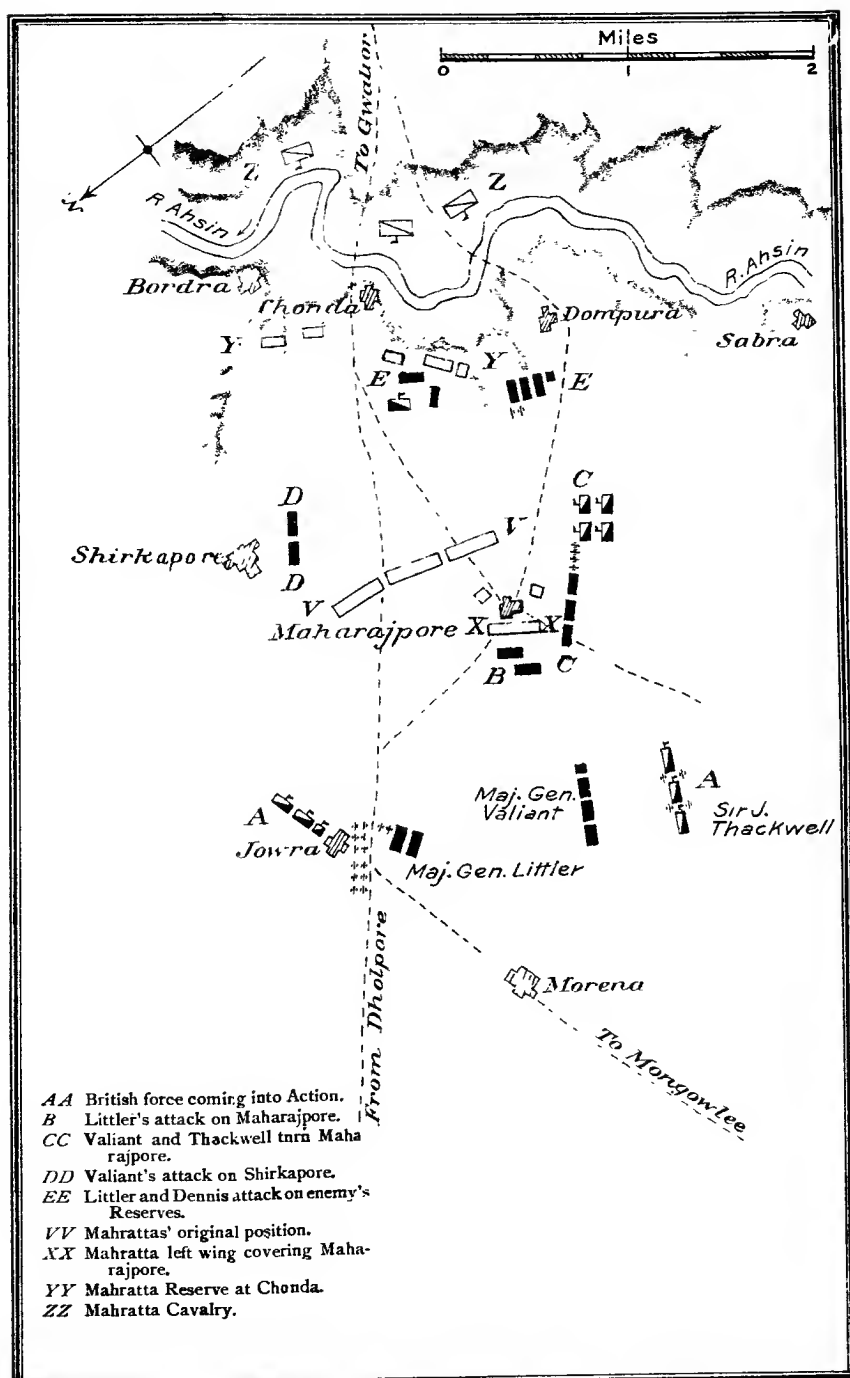 Miles
0 1 2
To Gwalior
N
Z
Z
R. Ahsin
R. Ahsin
Bordra
Chonda
Dompura
Sabra
Y
Y
E
E
D
C
Shirkapore
V
D
V
Maharajpore
X X
B
C
A
Maj. Gen.
Valiant
A
Sir J.
Thackwell
Jowra
Maj. Gen. Littler
From Dholpore
Morena
To Mongowlee
AA British force coming into Action.
B Littler's attack on Maharajpore.
CC Valiant and Thackwell tnrn Maha
rajpore.
DD Valiant's attack on Shirkapore.
EE Littler and Dennis attack on enemy's
Reserves.
VV Mahrattas' original position.
XX Mahratta left wing covering Maha-
rajpore.
YY Mahratta Reserve at Chonda.
ZZ Mahratta Cavalry.